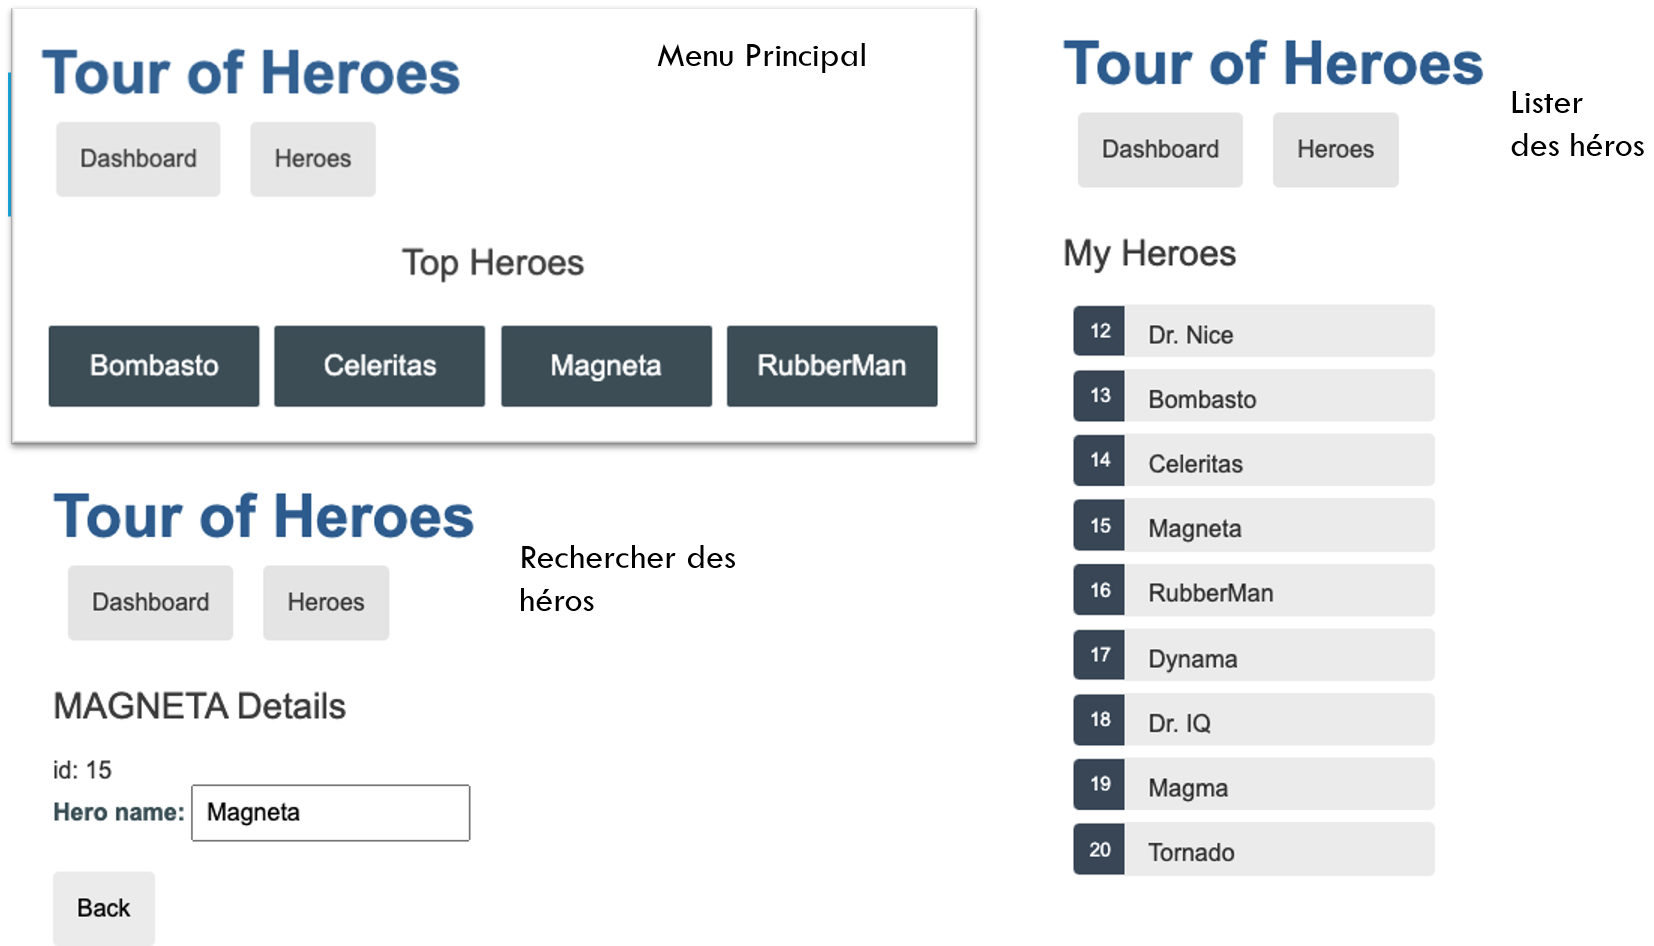 Tour of Heroes
Menu Principal
Dashboard
Heroes
Top Heroes
Bombasto
Celeritas
Magneta
RubberMan
Tour of Heroes
Rechercher des
héros
Dashboard
Heroes
MAGNETA Details
id: 15
Hero name: Magneta
Back
Tour of Heroes
Lister
des héros
Dashboard
Heroes
My Heroes
12 Dr. Nice
13 Bombasto
14 Celeritas
15 Magneta
16 RubberMan
17 Dynama
18 Dr. IQ
19 Magma
20 Tornado